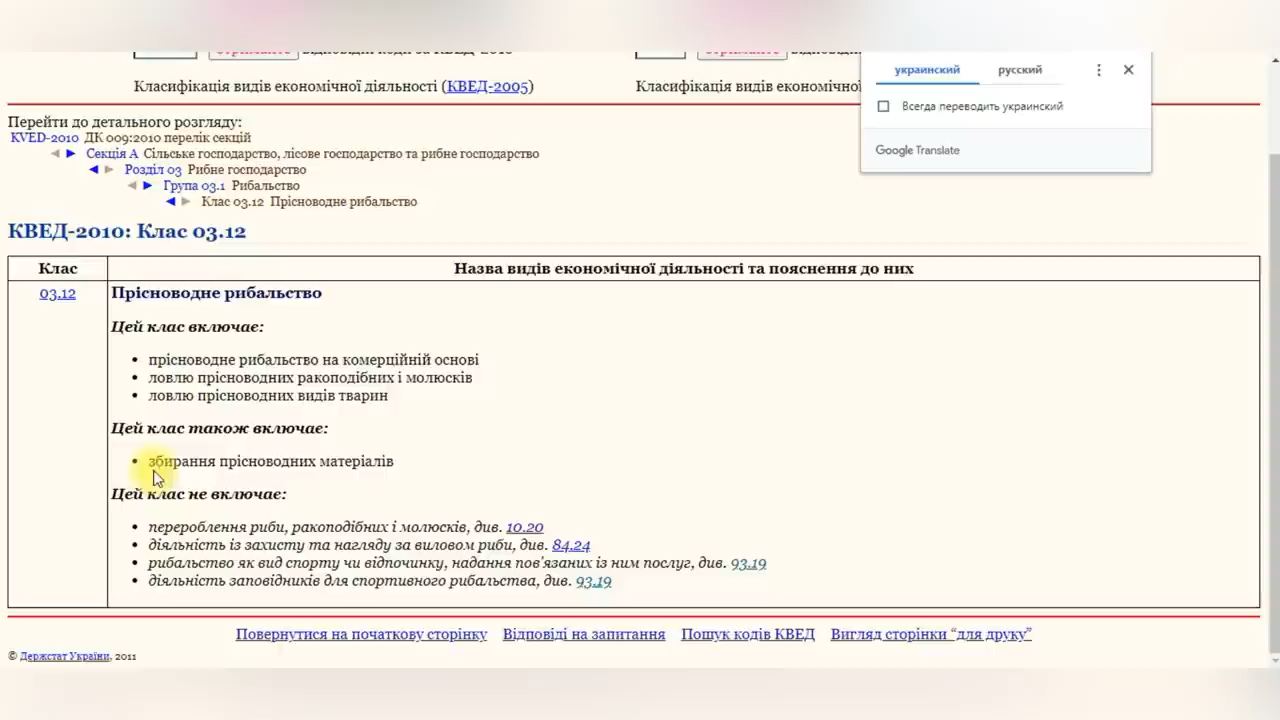 Класифікація видів економічної діяльності (КВЕД-2005)
Класифікація видів економічної
украинский русский
Всегда переводить украинский
Google Translate
Перейти до детального розгляду:
KVED-2010 ДК 009:2010 перелік секцій
Секція А Сільське господарство, лісове господарство та рибне господарство
Розділ 03 Рибне господарство
Група 03.1 Рибальство
Клас 03.12 Прісноводне рибальство
КВЕД-2010: Клас 03.12
Клас Назва видів економічної діяльності та пояснення до них
03.12 Прісноводне рибальство
Цей клас включає:
• прісноводне рибальство на комерційній основі
• ловлю прісноводних ракоподібних і молюсків
• ловлю прісноводних видів тварин
Цей клас також включає:
• збирання прісноводних матеріалів
Цей клас не включає:
• перероблення риби, ракоподібних і молюсків, див. 10.20
• діяльність із захисту та нагляду за виловом риби, див. 84.24
• рибальство як вид спорту чи відпочинку, надання пов'язаних із ним послуг, див. 93.19
• діяльність заповідників для спортивного рибальства, див. 93.19
Повернутися на початкову сторінку Відповіді на запитання Пошук кодів КВЕД Вигляд сторінки “для друку”
© Держстат України, 2011